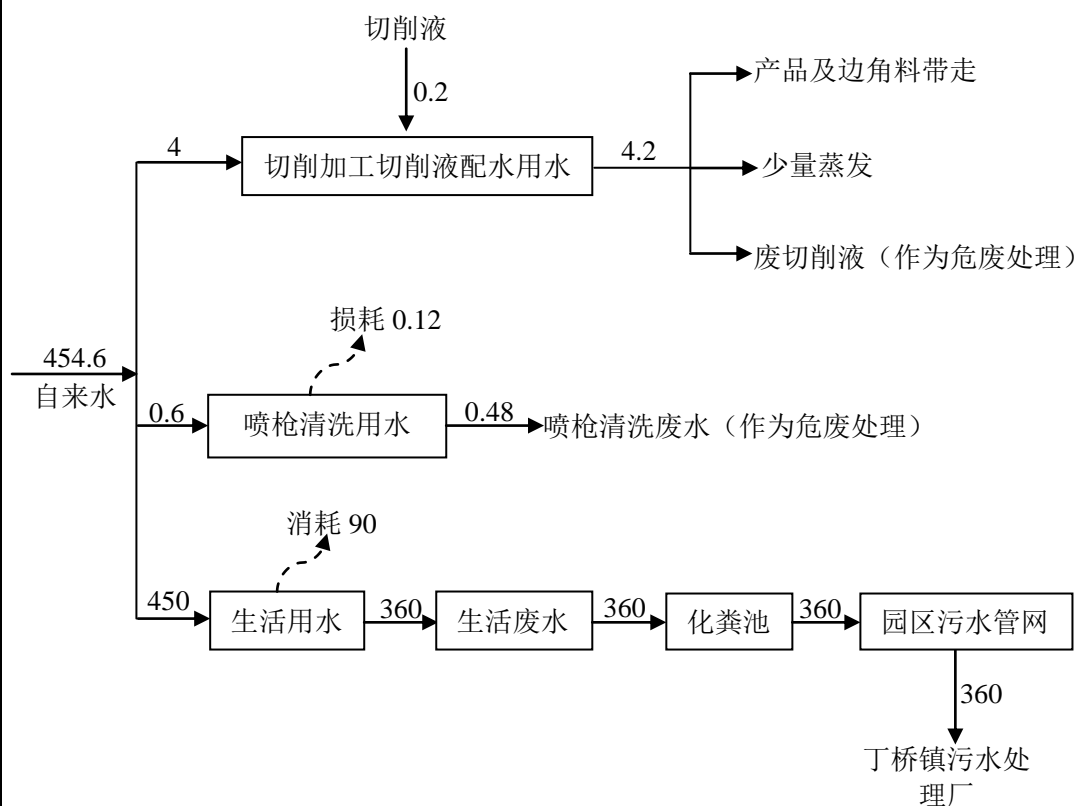 切削液
0.2
产品及边角料带走
4
切削加工切削液配水用水
4.2
少量蒸发
废切削液（作为危废处理）
损耗 0.12
454.6
自来水
0.6
喷枪清洗用水
0.48
喷枪清洗废水（作为危废处理）
消耗 90
450
生活用水
360
生活废水
360
化粪池
360
园区污水管网
360
丁桥镇污水处
理厂